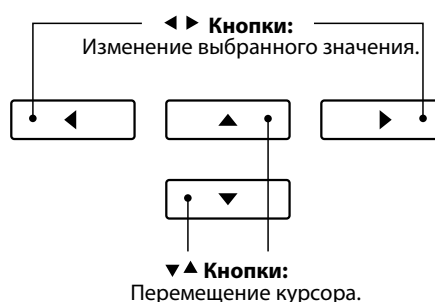 ◀ ▶ Кнопки:
Изменение выбранного значения.
▼▲ Кнопки:
Перемещение курсора.